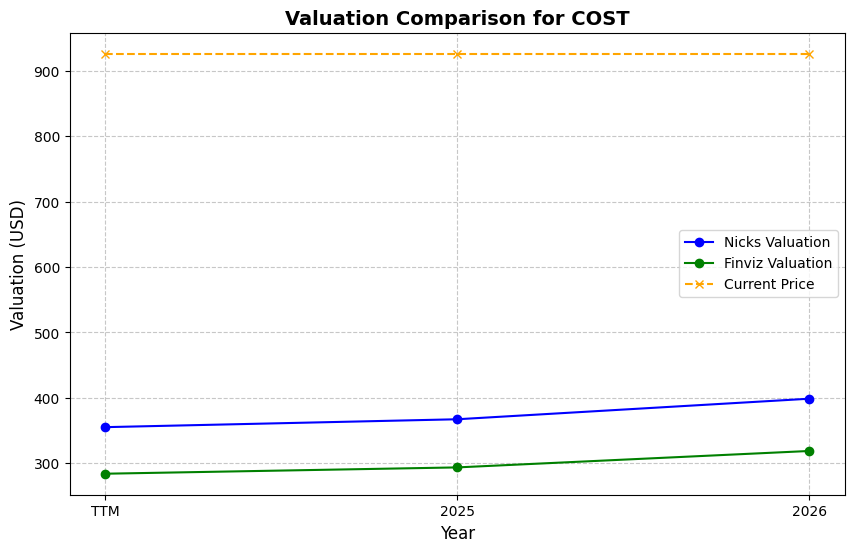 Valuation Comparison for COST
Valuation (USD)
900
800
700
600
500
400
300
Nicks Valuation
Finviz Valuation
Current Price
TTM
2025
2026
Year